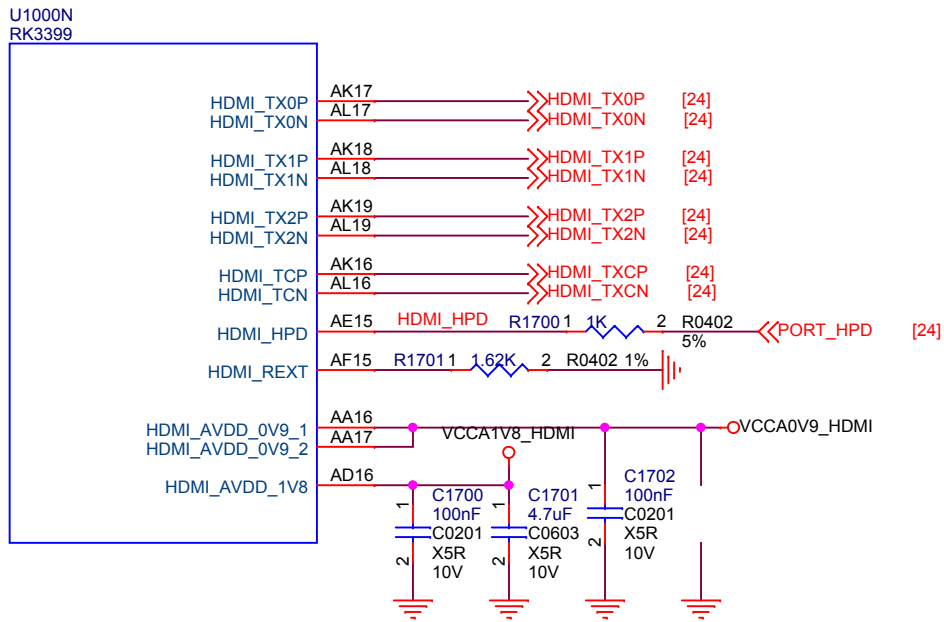 U1000N
RK3399
HDMI_TX0P AK17 HDMI_TX0P [24]
HDMI_TX0N AL17 HDMI_TX0N [24]
HDMI_TX1P AK18 HDMI_TX1P [24]
HDMI_TX1N AL18 HDMI_TX1N [24]
HDMI_TX2P AK19 HDMI_TX2P [24]
HDMI_TX2N AL19 HDMI_TX2N [24]
HDMI_TCP AK16 HDMI_TXCP [24]
HDMI_TCN AL16 HDMI_TXCN [24]
HDMI_HPD AE15 HDMI_HPD R1700 1 1K 2 R0402 PORT_HPD [24]
5%
HDMI_REXT AF15 R1701 1 1.62K 2 R0402 1%
HDMI_AVDD_0V9_1 AA16 VCCA0V9_HDMI
HDMI_AVDD_0V9_2 AA17 VCCA1V8_HDMI
HDMI_AVDD_1V8 AD16
1 C1700
100nF
C0201
2 X5R
10V
1 C1701
4.7uF
C0603
2 X5R
10V
1 C1702
100nF
C0201
2 X5R
10V